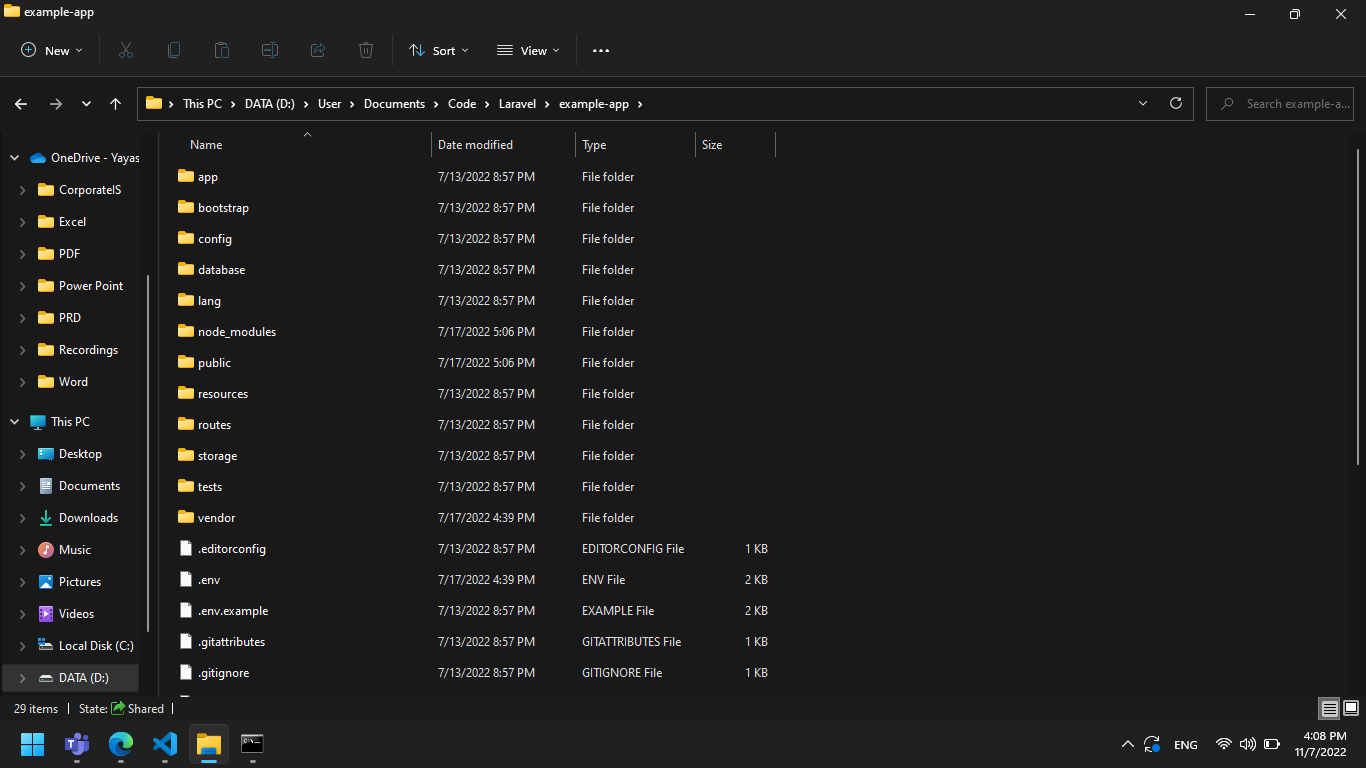 example-app
New Sort View
This PC DATA (D:) User Documents Code Laravel example-app Search example-a...
Name Date modified Type Size
OneDrive - Yayas
CorporateIS
Excel
PDF
Power Point
PRD
Recordings
Word
This PC
Desktop
Documents
Downloads
Music
Pictures
Videos
Local Disk (C:)
DATA (D:)
app 7/13/2022 8:57 PM File folder
bootstrap 7/13/2022 8:57 PM File folder
config 7/13/2022 8:57 PM File folder
database 7/13/2022 8:57 PM File folder
lang 7/13/2022 8:57 PM File folder
node_modules 7/17/2022 5:06 PM File folder
public 7/17/2022 5:06 PM File folder
resources 7/13/2022 8:57 PM File folder
routes 7/13/2022 8:57 PM File folder
storage 7/13/2022 8:57 PM File folder
tests 7/13/2022 8:57 PM File folder
vendor 7/17/2022 4:39 PM File folder
.editorconfig 7/13/2022 8:57 PM EDITORCONFIG File 1 KB
.env 7/17/2022 4:39 PM ENV File 2 KB
.env.example 7/13/2022 8:57 PM EXAMPLE File 2 KB
.gitattributes 7/13/2022 8:57 PM GITATTRIBUTES File 1 KB
.gitignore 7/13/2022 8:57 PM GITIGNORE File 1 KB
29 items State: Shared
ENG 4:08 PM
11/7/2022